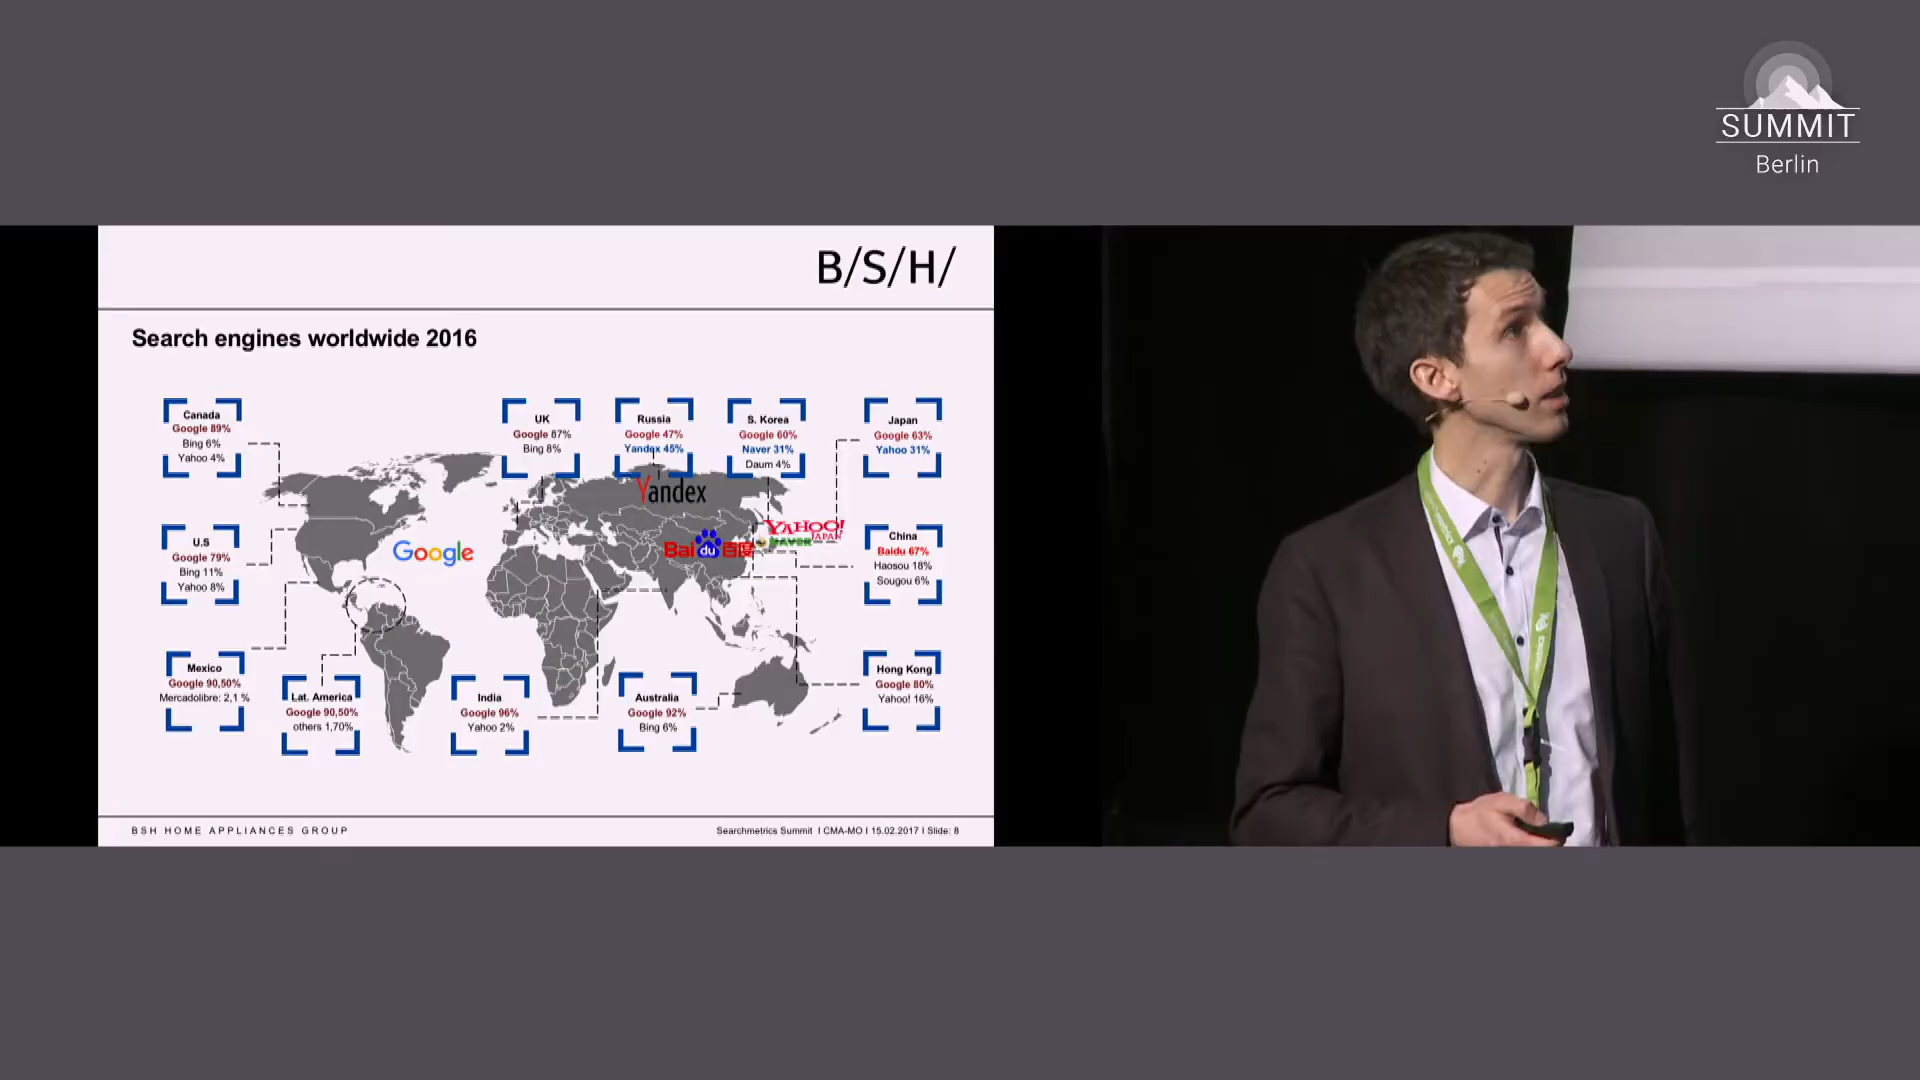 SUMMIT
Berlin
B/S/H/
Search engines worldwide 2016
Canada
Google 89%
Bing 6%
Yahoo 4%
UK
Google 87%
Bing 8%
Russia
Google 47%
Yandex 45%
S. Korea
Google 60%
Naver 31%
Daum 4%
Japan
Google 63%
Yahoo 31%
Yandex
U.S
Google 79%
Bing 11%
Yahoo 8%
Google
Baidu百度
YAHOO!
JAPAN
NAVER
China
Baidu 67%
Haosou 18%
Sougou 6%
Mexico
Google 90,50%
Mercadolibre: 2,1 %
Lat. America
Google 90,50%
others 1,70%
India
Google 96%
Yahoo 2%
Australia
Google 92%
Bing 6%
Hong Kong
Google 80%
Yahoo! 16%
BSH HOME APPLIANCES GROUP
Searchmetrics Summit I CMA-MO I 15.02.2017 I Slide: 8